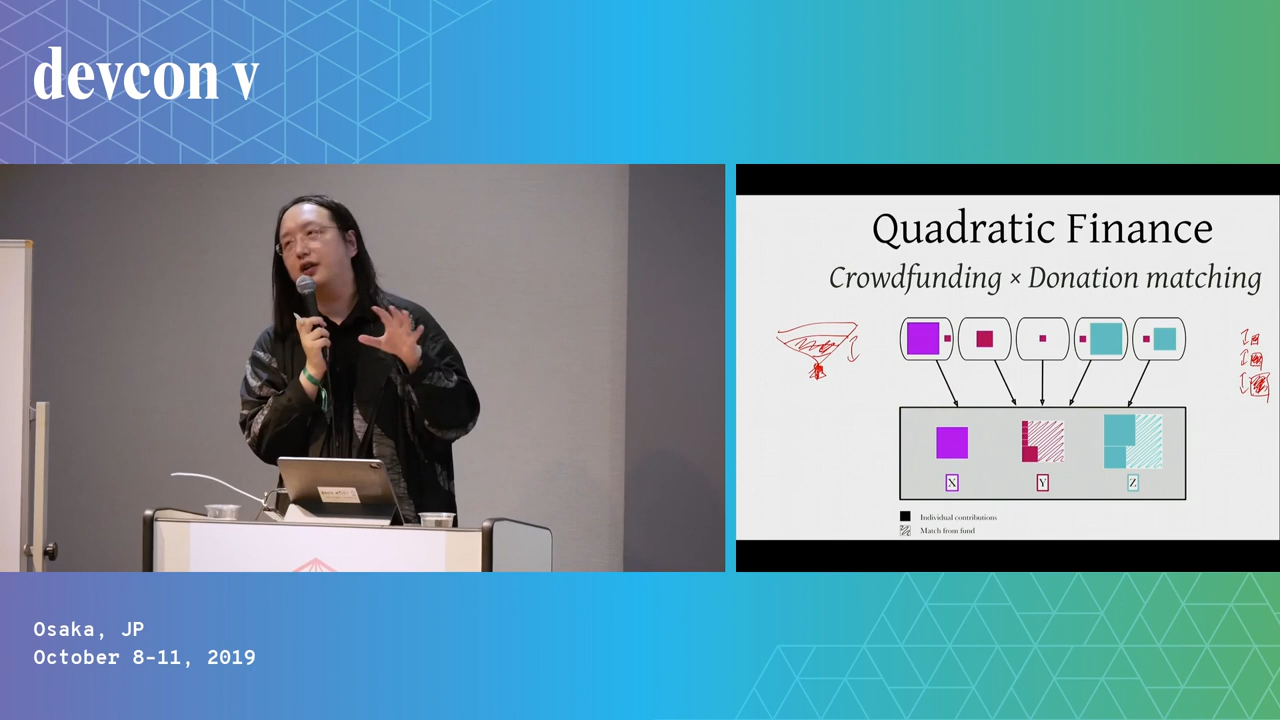 devcon v
Quadratic Finance
Crowdfunding × Donation matching
X
Y
Z
Individual contributions
Match from fund
Osaka, JP
October 8-11, 2019